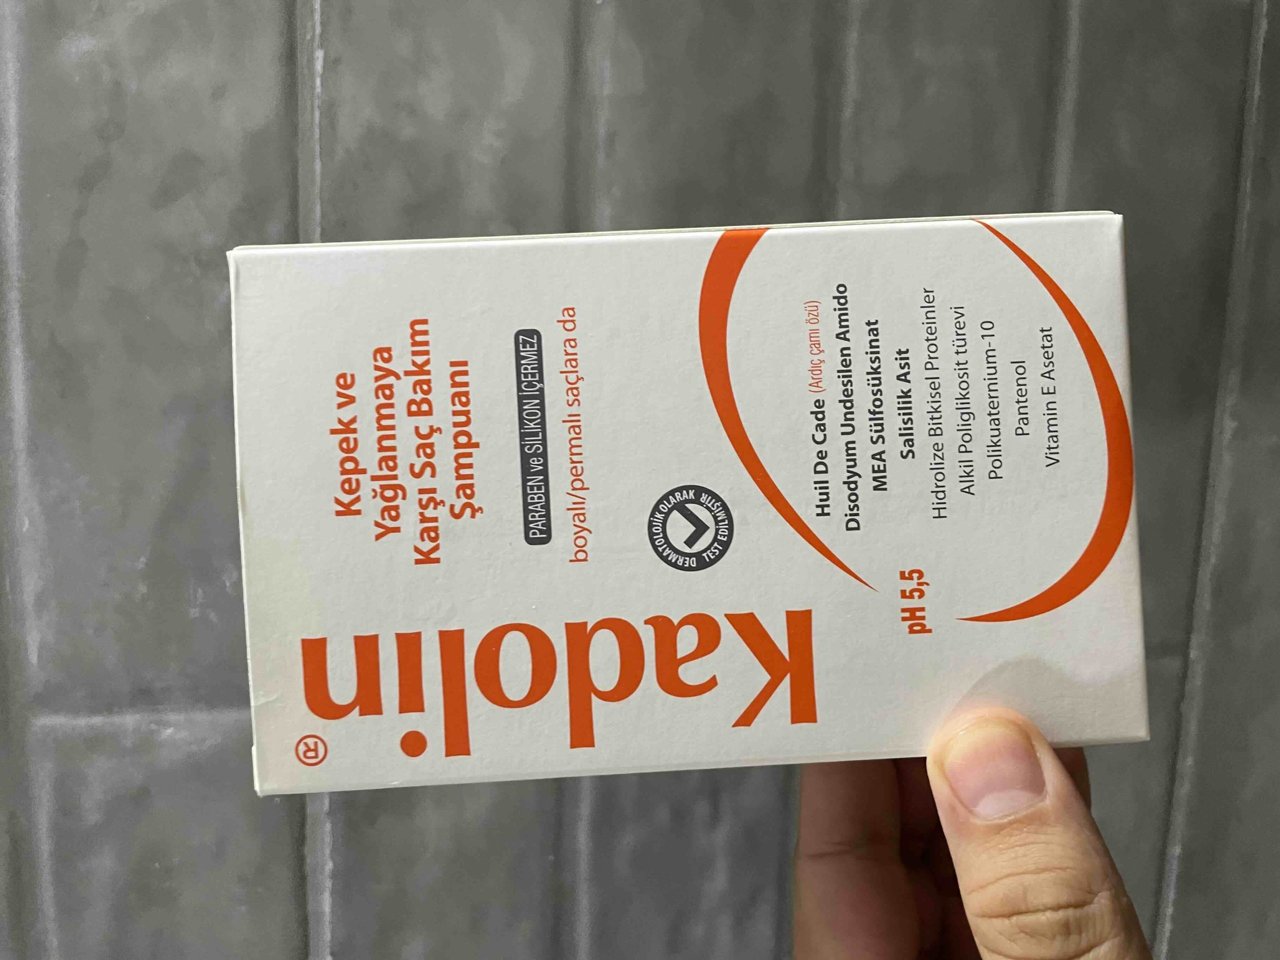 Kadolin®
Kepek ve
Yağlanmaya
Karşı Saç Bakım
Şampuanı
PARABEN ve SİLİKON İÇERMEZ
boyalı/permalı saçlara da
DERMATOLOJİK OLARAK TEST EDİLMİŞTİR
Huil De Cade (Ardıç çamı özü)
Disodyum Undesilen Amido
MEA Sülfosüksinat
Salisilik Asit
Hidrolize Bitkisel Proteinler
Alkil Poliglikosit türevi
Polikuaternium-10
Pantenol
Vitamin E Asetat
pH 5,5